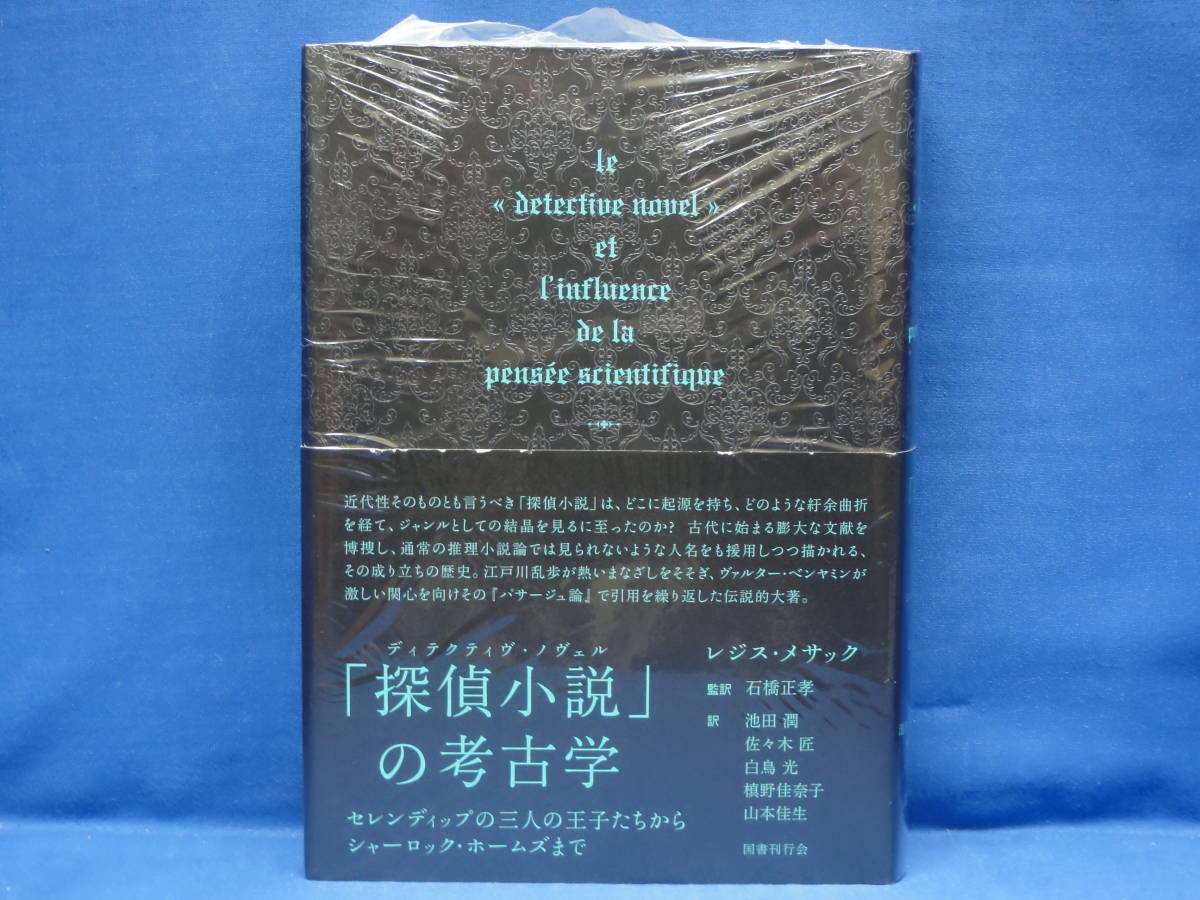 le
« detective novel »
et
l'influence
de la
pensée scientifique
近代性そのものとも言うべき「探偵小説」は、どこに起源を持ち、どのような紆余曲折
を経て、ジャンルとしての結晶を見るに至ったのか? 古代に始まる膨大な文献を
博捜し、通常の推理小説論では見られないような人名をも援用しつつ描かれる、
その成り立ちの歴史。江戸川乱歩が熱いまなざしをそそぎ、ヴァルター・ベンヤミンが
激しい関心を向けその『パサージュ論』で引用を繰り返した伝説的大著。
ディテクティヴ・ノヴェル
「探偵小説」
の考古学
セレンディップの三人の王子たちから
シャーロック・ホームズまで
レジス・メサック
監訳 石橋正孝
訳 池田 潤
佐々木 匠
白鳥 光
槙野佳奈子
山本佳生
国書刊行会